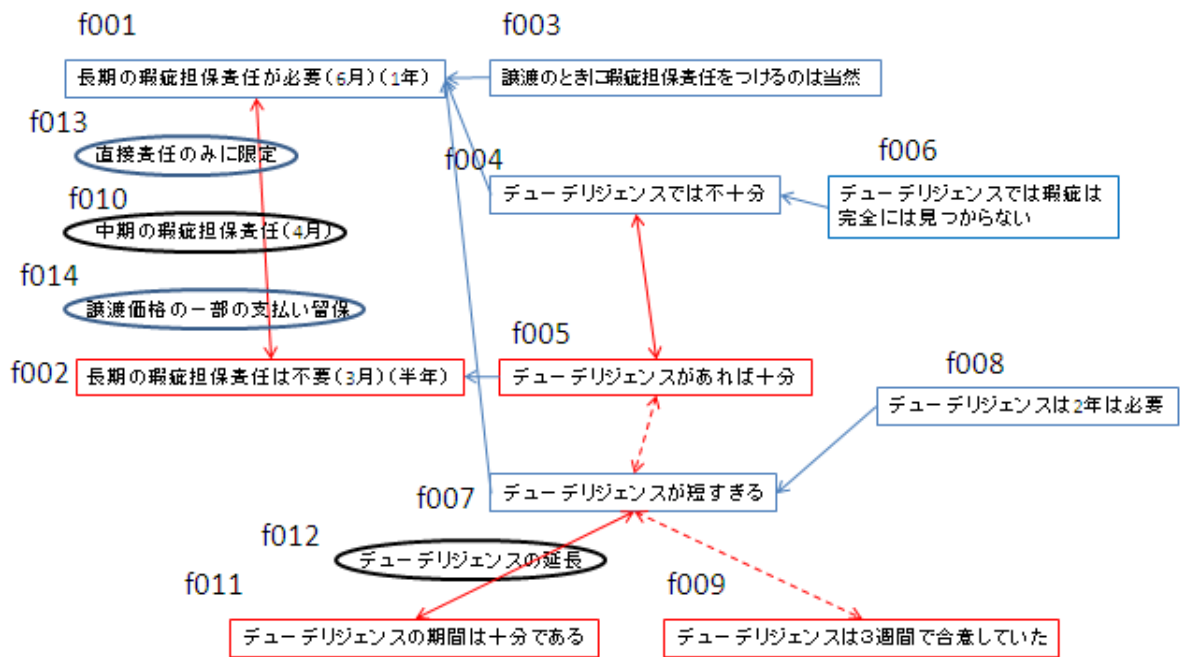 f001
f003
長期の瑕疵担保責任が必要(6月)(1年)
譲渡のときに瑕疵担保責任をつけるのは当然
f013
直接責任のみに限定
f004
f006
デューデリジェンスでは不十分
デューデリジェンスでは瑕疵は
完全には見つからない
f010
中期の瑕疵担保責任(4月)
f014
譲渡価格の一部の支払い留保
f005
f002
長期の瑕疵担保責任は不要(3月)(半年)
デューデリジェンスがあれば十分
f008
デューデリジェンスは2年は必要
f007
デューデリジェンスが短すぎる
f012
デューデリジェンスの延長
f011
f009
デューデリジェンスの期間は十分である
デューデリジェンスは3週間で合意していた